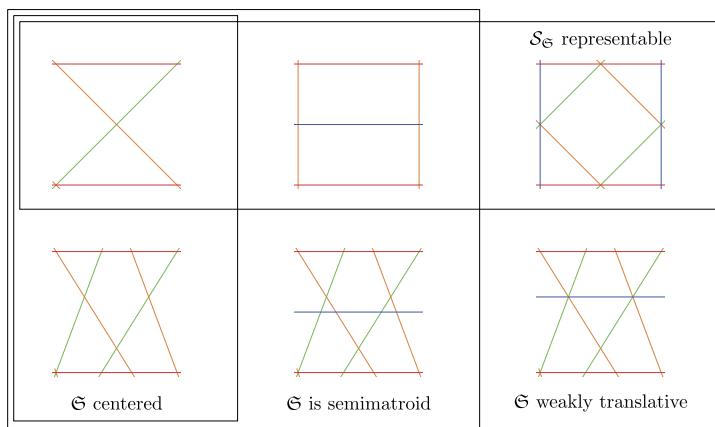 𝒮_𝔖 representable
𝔖 centered
𝔖 is semimatroid
𝔖 weakly translative